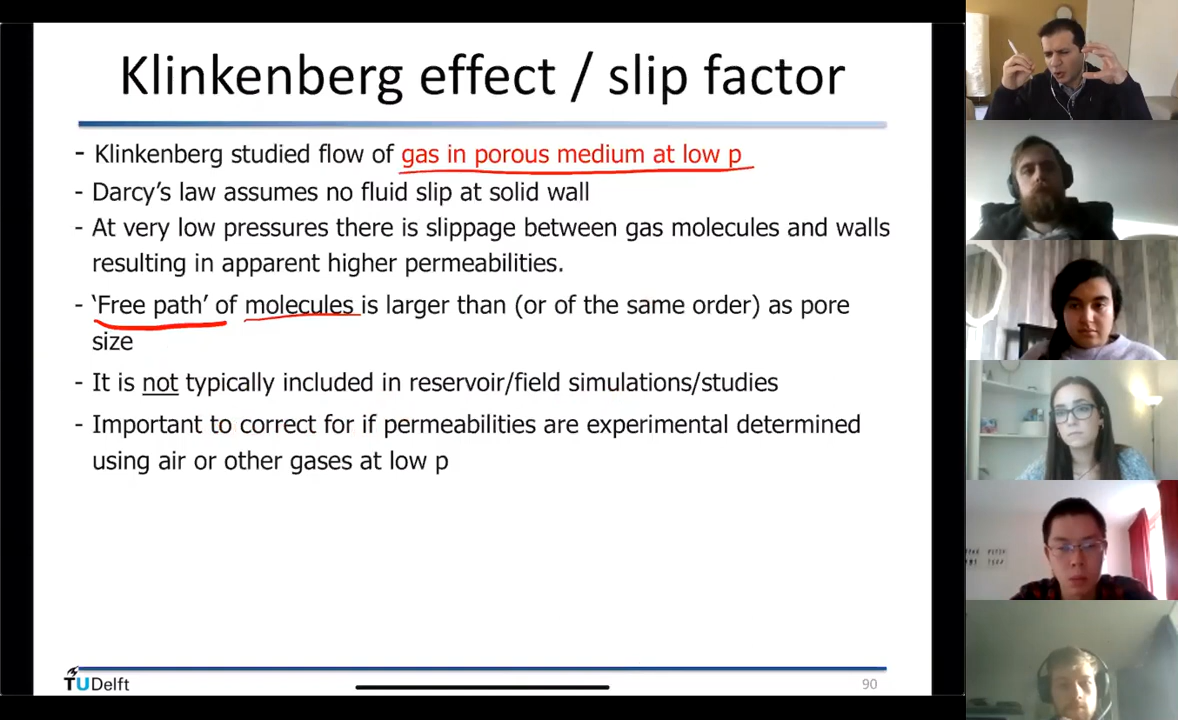 Klinkenberg effect / slip factor
- Klinkenberg studied flow of gas in porous medium at low p
- Darcy's law assumes no fluid slip at solid wall
- At very low pressures there is slippage between gas molecules and walls
resulting in apparent higher permeabilities.
- ‘Free path’ of molecules is larger than (or of the same order) as pore
size
- It is not typically included in reservoir/field simulations/studies
- Important to correct for if permeabilities are experimental determined
using air or other gases at low p
TUDelft
90